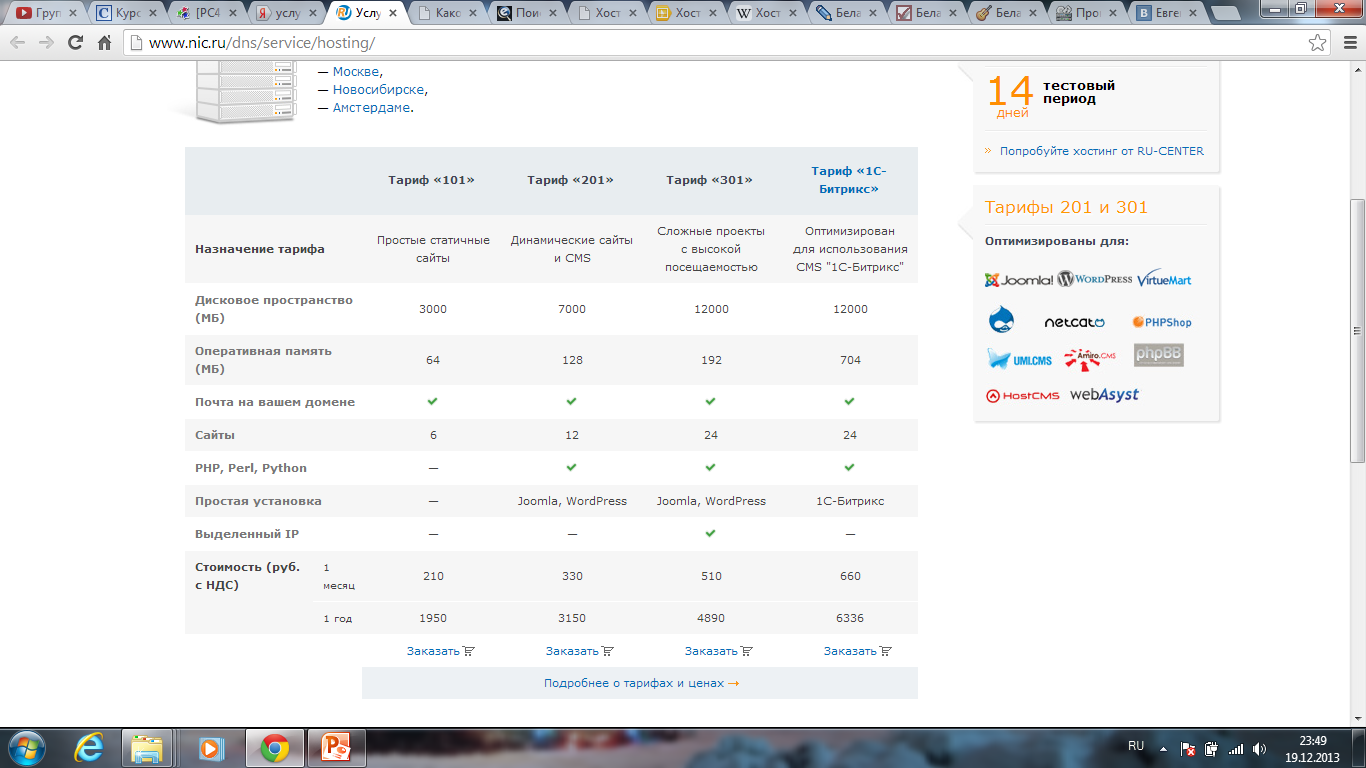 Груп
Курс
[PC4
услу
Услу
Како
Поис
Хост
Хост
Хост
Бела
Бела
Бела
Прог
Евген
www.nic.ru/dns/service/hosting/
— Москве,
— Новосибирске,
— Амстердаме.
14 дней
тестовый период
» Попробуйте хостинг от RU-CENTER
Тарифы 201 и 301
Оптимизированы для:
Joomla! WordPress VirtueMart
netcat PHPShop
UMI.CMS Amiro.CMS phpBB
HostCMS webAsyst
Тариф «101» Тариф «201» Тариф «301» Тариф «1С-Битрикс»
Назначение тарифа Простые статичные сайты Динамические сайты и CMS Сложные проекты с высокой посещаемостью Оптимизирован для использования CMS "1С-Битрикс"
Дисковое пространство (МБ) 3000 7000 12000 12000
Оперативная память (МБ) 64 128 192 704
Почта на вашем домене
Сайты 6 12 24 24
PHP, Perl, Python —
Простая установка — Joomla, WordPress Joomla, WordPress 1С-Битрикс
Выделенный IP — — —
Стоимость (руб. с НДС) 1 месяц 210 330 510 660
1 год 1950 3150 4890 6336
Заказать Заказать Заказать Заказать
Подробнее о тарифах и ценах →
RU
23:49
19.12.2013